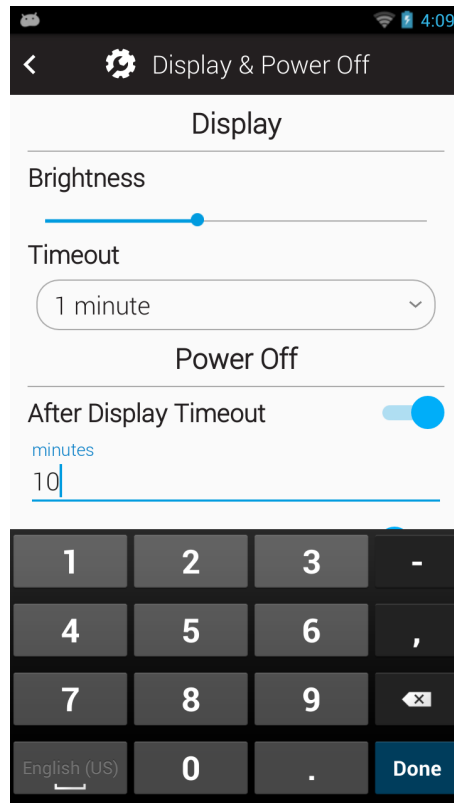 4:09
Display & Power Off
Display
Brightness
Timeout
1 minute
Power Off
After Display Timeout
minutes
10
1 2 3 -
4 5 6 ,
7 8 9
English (US) 0 . Done